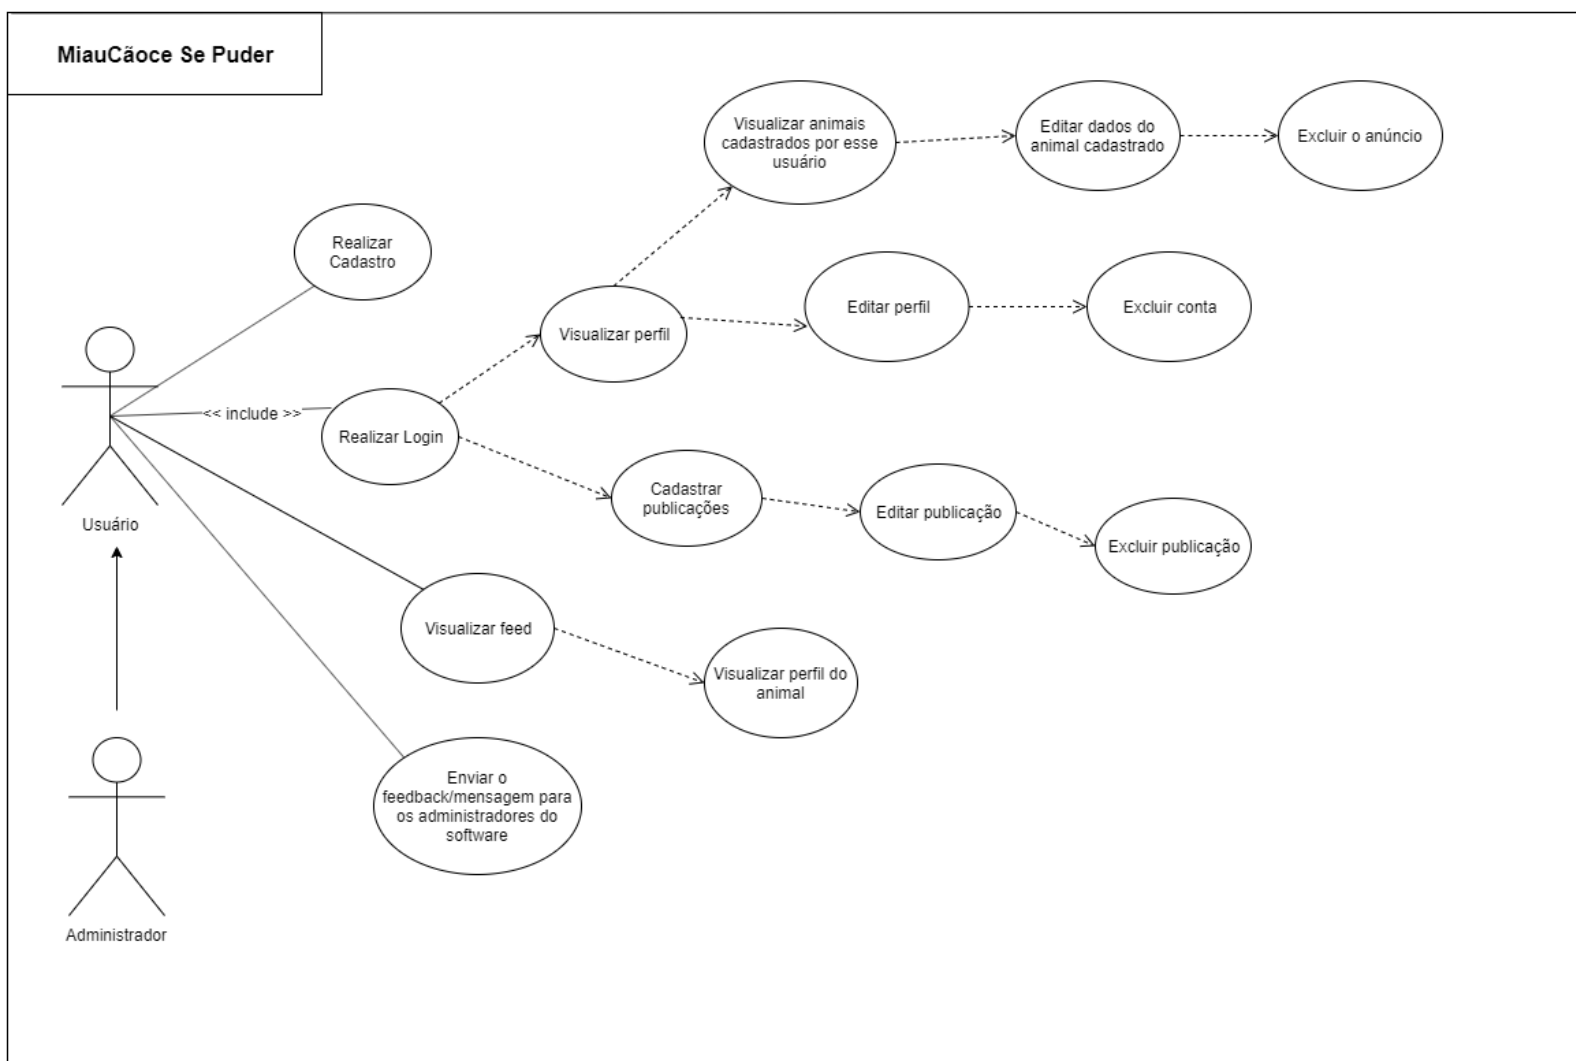 MiauCãoce Se Puder
Visualizar animais
cadastrados por esse
usuário
Editar dados do
animal cadastrado
Excluir o anúncio
Realizar
Cadastro
Visualizar perfil
Editar perfil
Excluir conta
<< include >>
Realizar Login
Cadastrar
publicações
Editar publicação
Excluir publicação
Usuário
Visualizar feed
Visualizar perfil do
animal
Enviar o
feedback/mensagem para
os administradores do
software
Administrador